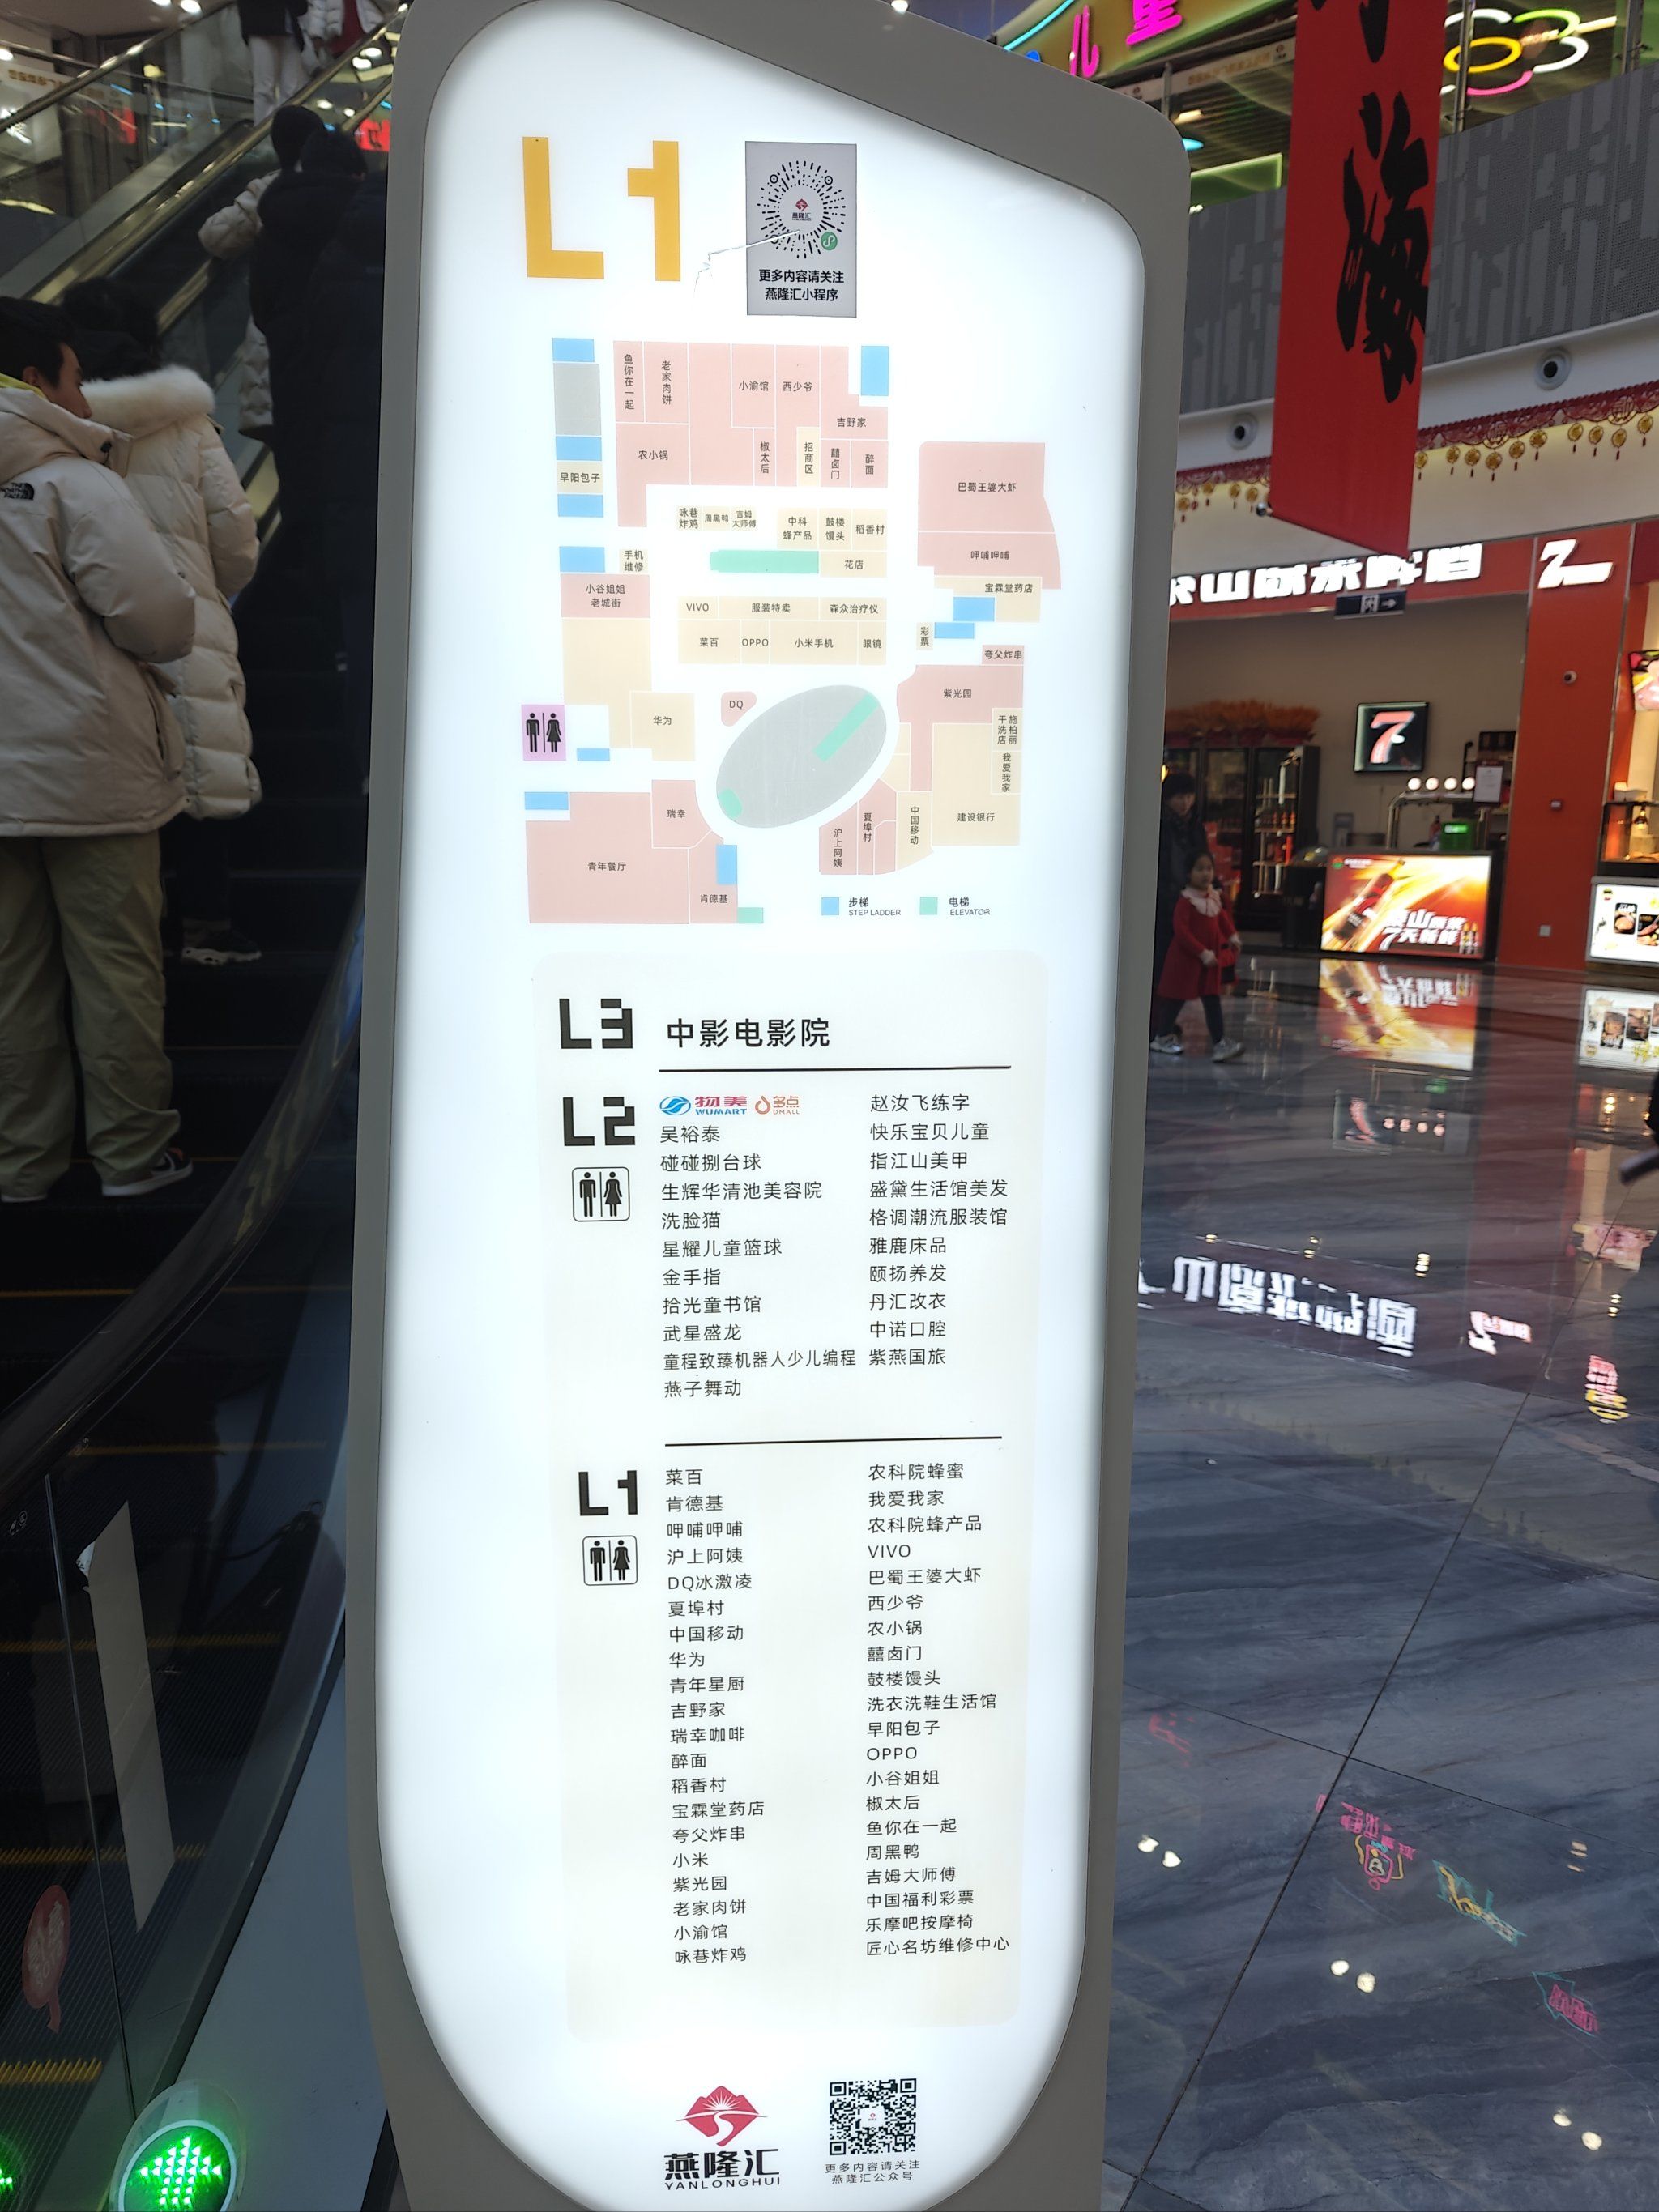 L1
燕隆汇
更多内容请关注
燕隆汇小程序
鱼你在一起
老家肉饼
小渝馆
西少爷
吉野家
农小锅
椒太后
招商区
囍卤门
醉面
早阳包子
巴蜀王婆大虾
咏巷炸鸡
周黑鸭
吉姆大师傅
中科蜂产品
鼓楼馒头
稻香村
呷哺呷哺
手机维修
花店
小谷姐姐
老城街
宝霖堂药店
VIVO
服装特卖
森众治疗仪
彩票
菜百
OPPO
小米手机
眼镜
夸父炸串
DQ
紫光园
华为
施柏丽干洗店
我爱我家
瑞幸
沪上阿姨
夏埠村
中国移动
建设银行
青年餐厅
肯德基
步梯
STEP LADDER
电梯
ELEVATOR
L3
中影电影院
L2
物美 WUMART 多点 DMALL
吴裕泰
碰碰捌台球
生辉华清池美容院
洗脸猫
星耀儿童篮球
金手指
拾光童书馆
武星盛龙
童程致臻机器人少儿编程
燕子舞动
赵汝飞练字
快乐宝贝儿童
指江山美甲
盛黛生活馆美发
格调潮流服装馆
雅鹿床品
颐扬养发
丹汇改衣
中诺口腔
紫燕国旅
L1
菜百
肯德基
呷哺呷哺
沪上阿姨
DQ冰激凌
夏埠村
中国移动
华为
青年星厨
吉野家
瑞幸咖啡
醉面
稻香村
宝霖堂药店
夸父炸串
小米
紫光园
老家肉饼
小渝馆
咏巷炸鸡
农科院蜂蜜
我爱我家
农科院蜂产品
VIVO
巴蜀王婆大虾
西少爷
农小锅
囍卤门
鼓楼馒头
洗衣洗鞋生活馆
早阳包子
OPPO
小谷姐姐
椒太后
鱼你在一起
周黑鸭
吉姆大师傅
中国福利彩票
乐摩吧按摩椅
匠心名坊维修中心
燕隆汇
YANLONGHUI
更多内容请关注
燕隆汇公众号
儿童
海
7
7